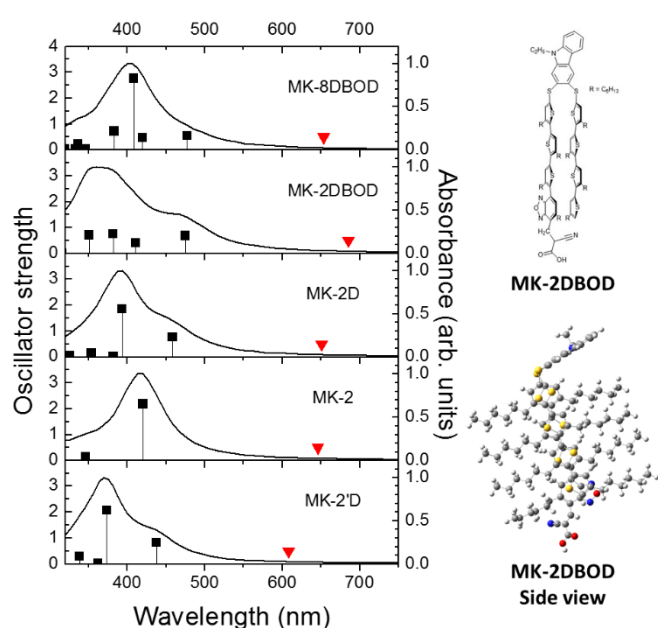 400 500 600 700
Oscillator strength
Absorbance (arb. units)
4
3
2
1
0
1.0
0.5
0.0
MK-8DBOD
3
2
1
0
1.0
0.5
0.0
MK-2DBOD
3
2
1
0
1.0
0.5
0.0
MK-2D
3
2
1
0
1.0
0.5
0.0
MK-2
3
2
1
0
1.0
0.5
0.0
MK-2'D
400 500 600 700
Wavelength (nm)
C₂H₅
N
R = C₆H₁₃
S S
S S
R R
S S
R R
S S
R R
S S
R R
N O N
HC
CN
O OH
MK-2DBOD
MK-2DBOD
Side view